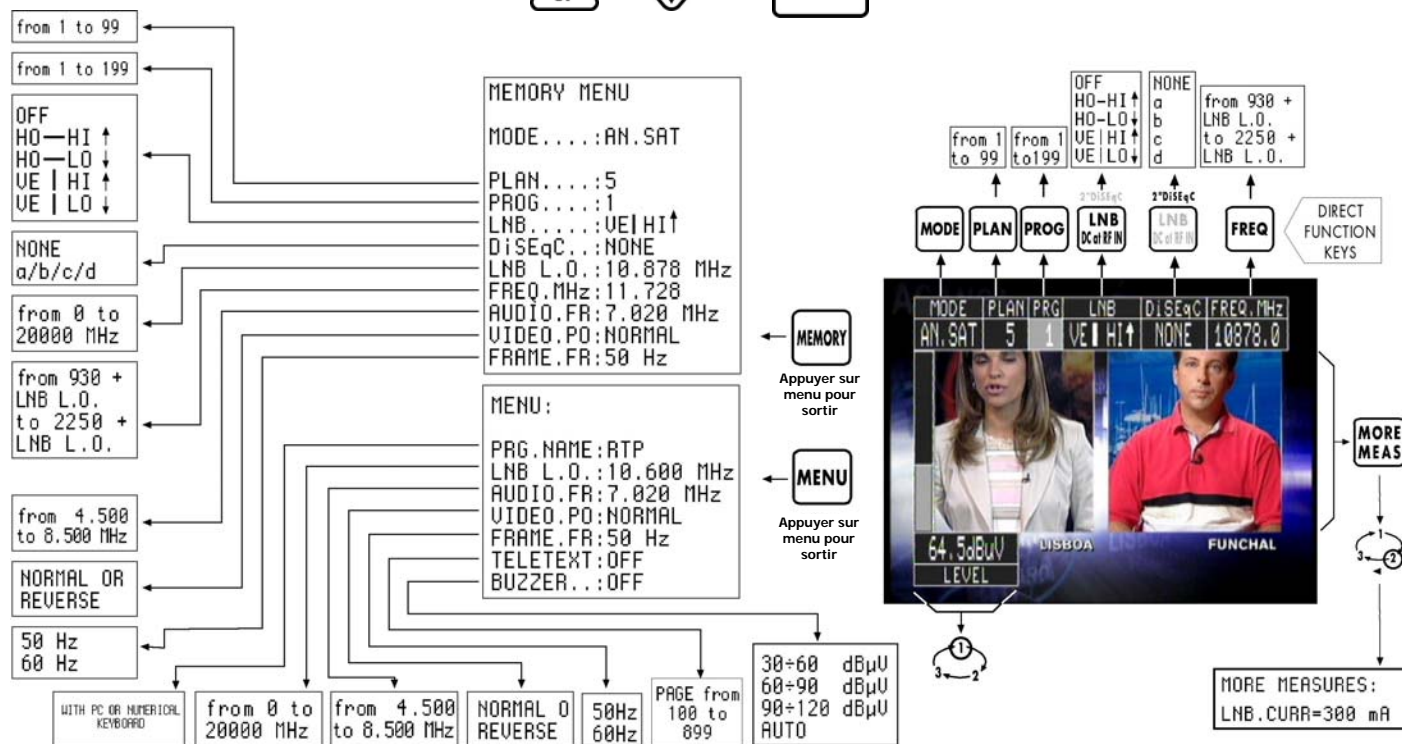 from 1 to 99
from 1 to 199
OFF
HO—HI ↑
HO—LO ↓
VE | HI ↑
VE | LO ↓
NONE
a/b/c/d
from 0 to
20000 MHz
from 930 +
LNB L.O.
to 2250 +
LNB L.O.
from 4.500
to 8.500 MHz
NORMAL OR
REVERSE
50 Hz
60 Hz
MEMORY MENU
MODE....:AN.SAT
PLAN....:5
PROG....:1
LNB.....:VE|HI↑
DiSEqC..:NONE
LNB L.O.:10.878 MHz
FREQ.MHz:11.728
AUDIO.FR:7.020 MHz
VIDEO.PO:NORMAL
FRAME.FR:50 Hz
MENU:
PRG.NAME:RTP
LNB L.O.:10.600 MHz
AUDIO.FR:7.020 MHz
VIDEO.PO:NORMAL
FRAME.FR:50 Hz
TELETEXT:OFF
BUZZER..:OFF
MEMORY
Appuyer sur
menu pour
sortir
MENU
Appuyer sur
menu pour
sortir
WITH PC OR NUMERICAL
KEYBOARD
from 0 to
20000 MHz
from 4.500
to 8.500 MHz
NORMAL O
REVERSE
50Hz
60Hz
PAGE from
100 to
899
30÷60 dBµV
60÷90 dBµV
90÷120 dBµV
AUTO
from 1
to 99
from 1
to199
OFF
HO-HI↑
HO-LO↓
VE|HI↑
VE|LO↓
NONE
a
b
c
d
from 930 +
LNB L.O.
to 2250 +
LNB L.O.
2"DiSEqC
2"DiSEqC
MODE
PLAN
PROG
LNB
DC at RF IN
LNB
DC at RF IN
FREQ
DIRECT
FUNCTION
KEYS
MODE PLAN PRG LNB DiSEqC FREQ.MHz
AN.SAT 5 1 VE| HI↑ NONE 10878.0
64.5dBuV
LEVEL
LISBOA
FUNCHAL
MORE
MEAS
1
3 2
1
3 2
MORE MEASURES:
LNB.CURR=300 mA